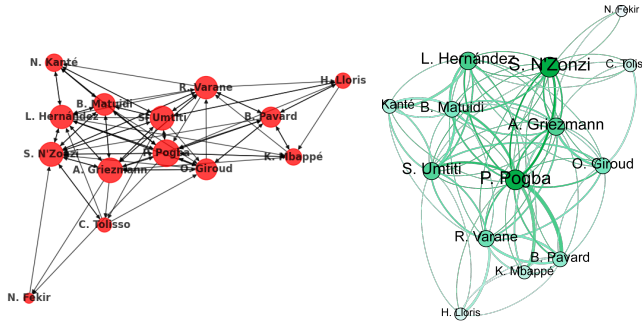 N. Kanté
R. Varane
H. Lloris
B. Matuidi
L. Hernández
S. Umtiti
B. Pavard
S. N'Zonzi
P. Pogba
K. Mbappé
A. Griezmann
O. Giroud
C. Tolisso
N. Fekir
N. Fekir
L. Hernández
S. N'Zonzi
C. Tolis
Kanté
B. Matuidi
A. Griezmann
S. Umtiti
O. Giroud
P. Pogba
R. Varane
B. Pavard
K. Mbappé
H. Lloris